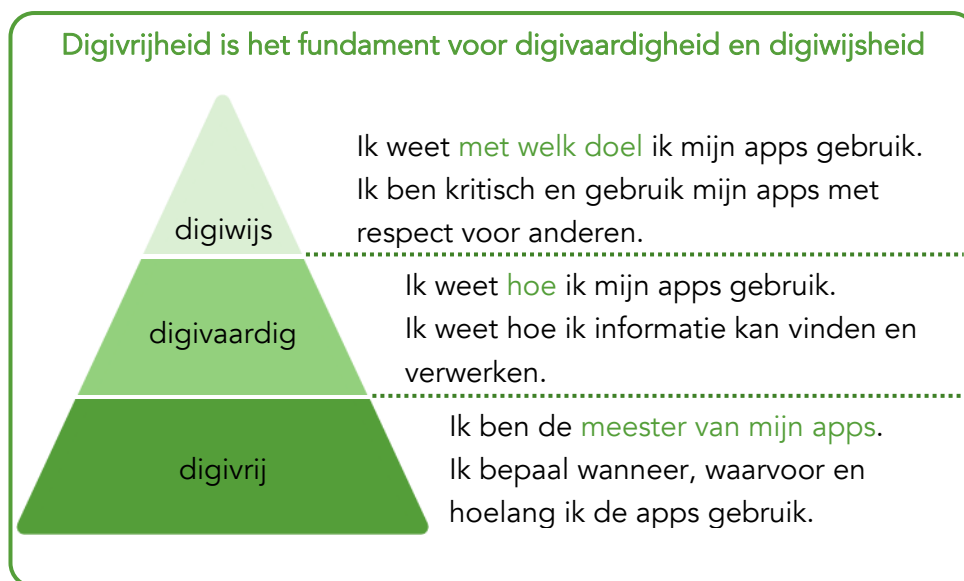 Digivrijheid is het fundament voor digivaardigheid en digiwijsheid
Ik weet met welk doel ik mijn apps gebruik.
Ik ben kritisch en gebruik mijn apps met
respect voor anderen.
digiwijs
Ik weet hoe ik mijn apps gebruik.
Ik weet hoe ik informatie kan vinden en
verwerken.
digivaardig
Ik ben de meester van mijn apps.
Ik bepaal wanneer, waarvoor en
hoelang ik de apps gebruik.
digivrij